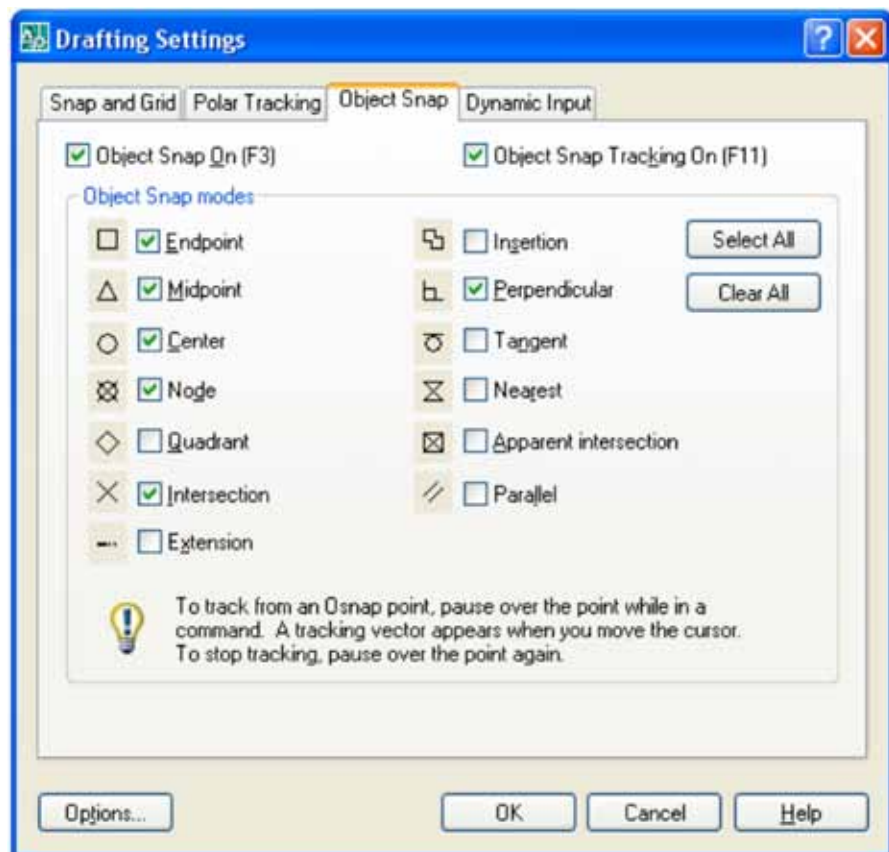 Drafting Settings
Snap and Grid
Polar Tracking
Object Snap
Dynamic Input
Object Snap On (F3)
Object Snap Tracking On (F11)
Object Snap modes
Endpoint
Midpoint
Center
Node
Quadrant
Intersection
Extension
Insertion
Perpendicular
Tangent
Nearest
Apparent intersection
Parallel
Select All
Clear All
To track from an Osnap point, pause over the point while in a
command. A tracking vector appears when you move the cursor.
To stop tracking, pause over the point again.
Options...
OK
Cancel
Help